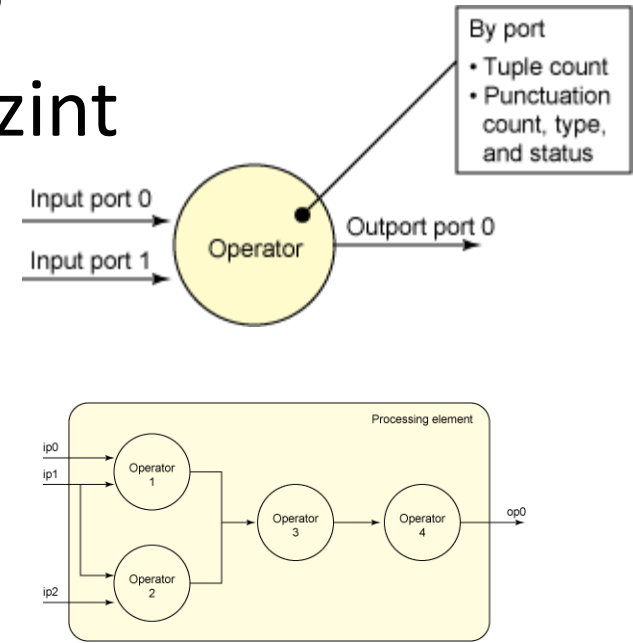 zint
By port
• Tuple count
• Punctuation
count, type,
and status
Input port 0
Input port 1
Operator
Outport port 0
Processing element
ip0
ip1
ip2
Operator
1
Operator
2
Operator
3
Operator
4
op0